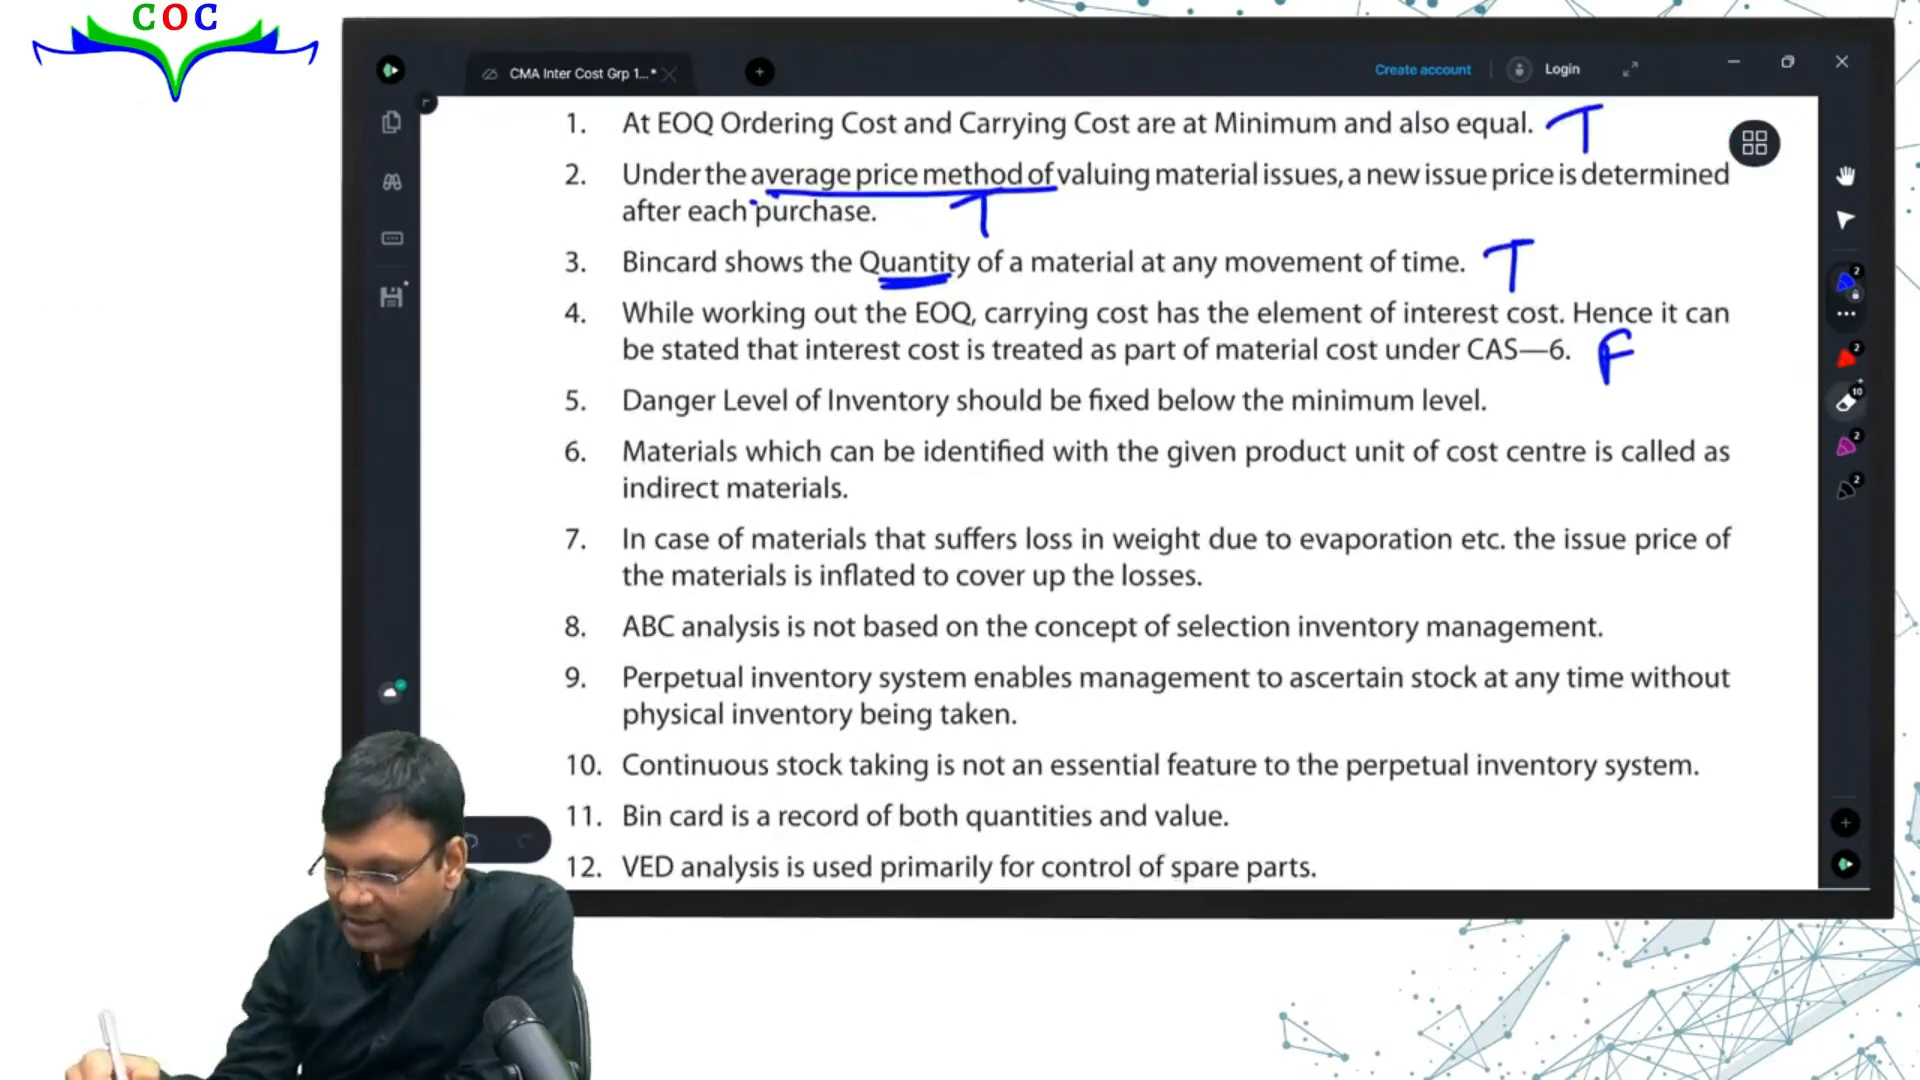 COC
CMA Inter Cost Grp 1...*
Create account
Login
1. At EOQ Ordering Cost and Carrying Cost are at Minimum and also equal. T
2. Under the average price method of valuing material issues, a new issue price is determined
after each purchase. T
3. Bincard shows the Quantity of a material at any movement of time. T
4. While working out the EOQ, carrying cost has the element of interest cost. Hence it can
be stated that interest cost is treated as part of material cost under CAS—6. F
5. Danger Level of Inventory should be fixed below the minimum level.
6. Materials which can be identified with the given product unit of cost centre is called as
indirect materials.
7. In case of materials that suffers loss in weight due to evaporation etc. the issue price of
the materials is inflated to cover up the losses.
8. ABC analysis is not based on the concept of selection inventory management.
9. Perpetual inventory system enables management to ascertain stock at any time without
physical inventory being taken.
10. Continuous stock taking is not an essential feature to the perpetual inventory system.
11. Bin card is a record of both quantities and value.
12. VED analysis is used primarily for control of spare parts.
2
2
10
2
2